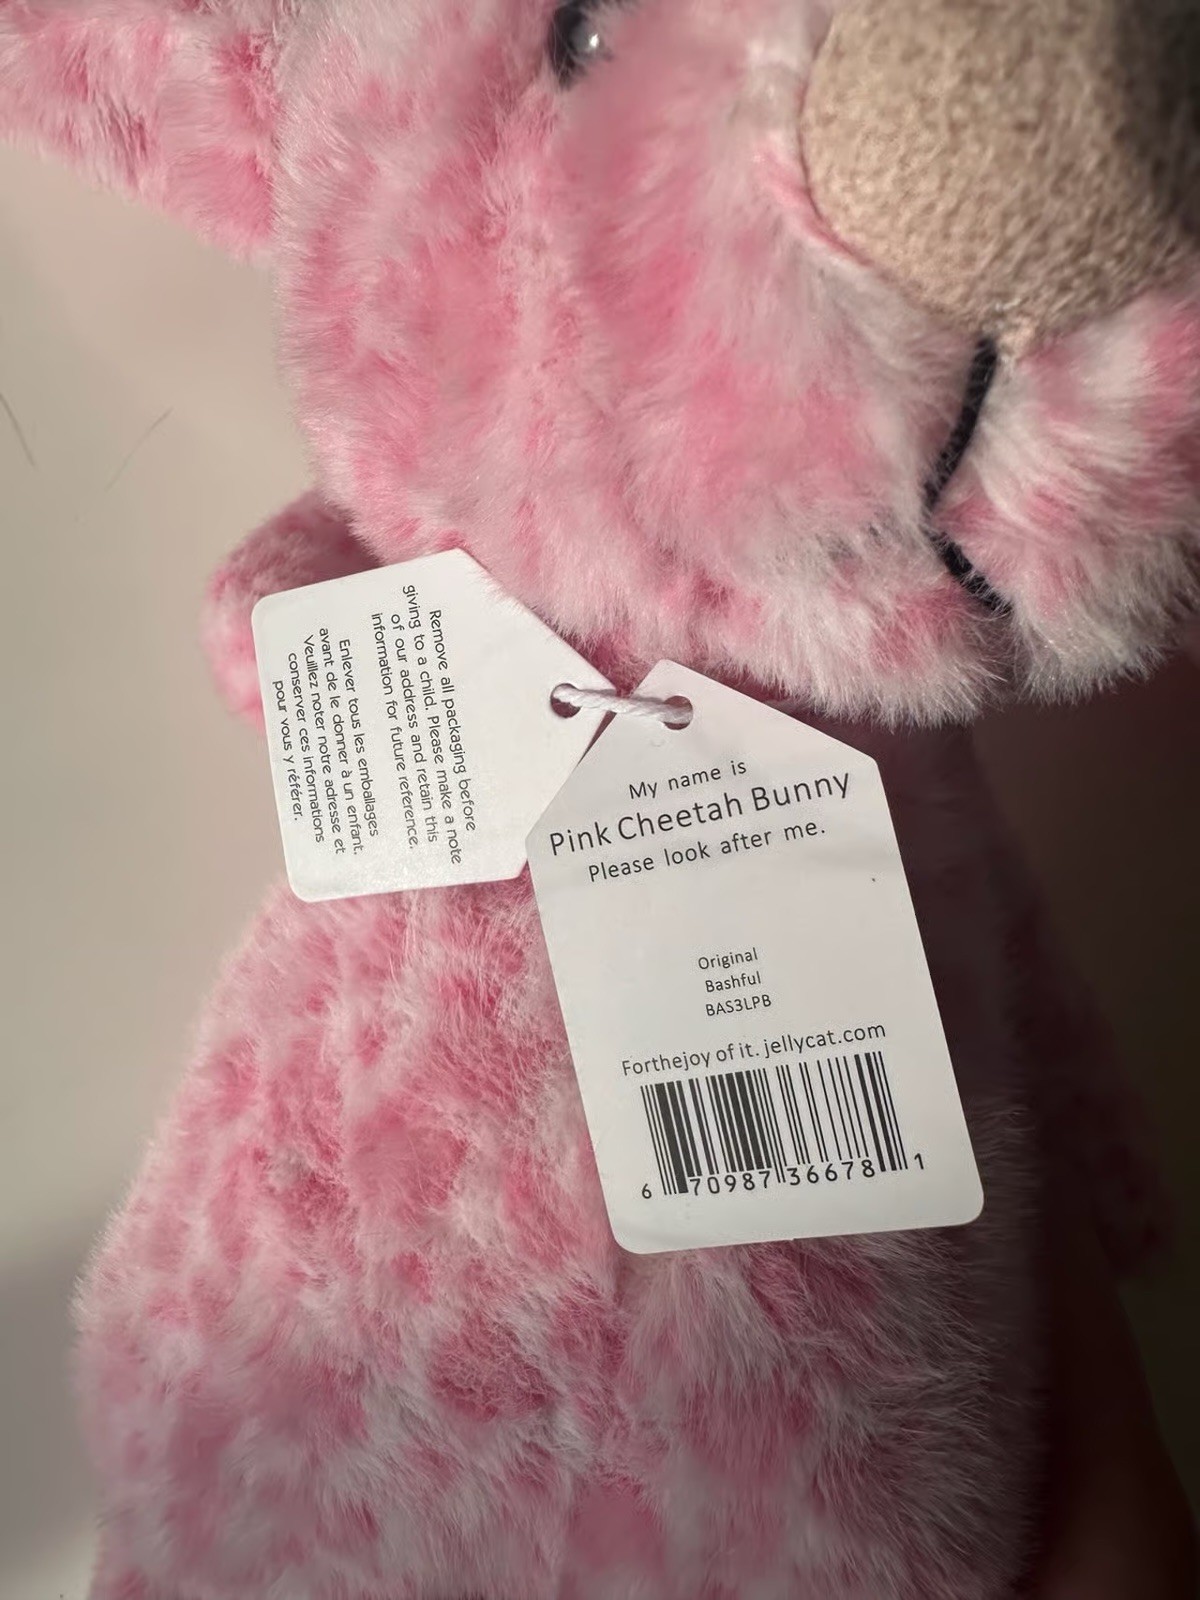 Remove all packaging before
giving to a child. Please make a note
of our address and retain this
information for future reference.
Enlever tous les emballages
avant de le donner à un enfant.
Veuillez noter notre adresse et
conserver ces informations
pour vous y référer.
My name is
Pink Cheetah Bunny
Please look after me.
Original
Bashful
BAS3LPB
Forthejoy of it. jellycat.com
6 70987 36678 1